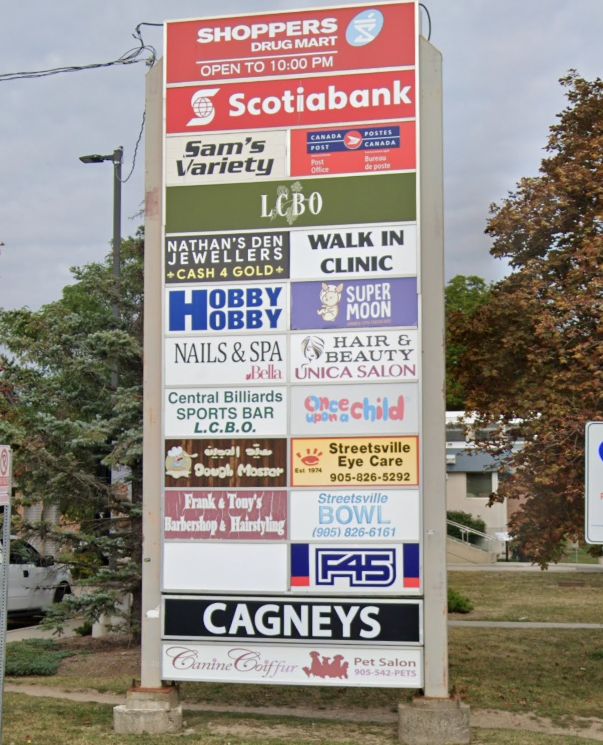 SHOPPERS
DRUG MART
OPEN TO 10:00 PM
Scotiabank
Sam's
Variety
CANADA POST
POSTES CANADA
Post Office
Bureau de poste
LCBO
NATHAN'S DEN
JEWELLERS
CASH 4 GOLD
WALK IN
CLINIC
HOBBY
HOBBY
SUPER
MOON
NAILS & SPA
Bella
HAIR &
BEAUTY
UNICA SALON
Central Billiards
SPORTS BAR
L.C.B.O.
once
upon a child
Dough Master
Est 1974
Streetsville
Eye Care
905-826-5292
Frank & Tony's
Barbershop & Hairstyling
Streetsville
BOWL
(905) 826-6161
F45
CAGNEYS
Canine Coiffur
Pet Salon
905-542-PETS